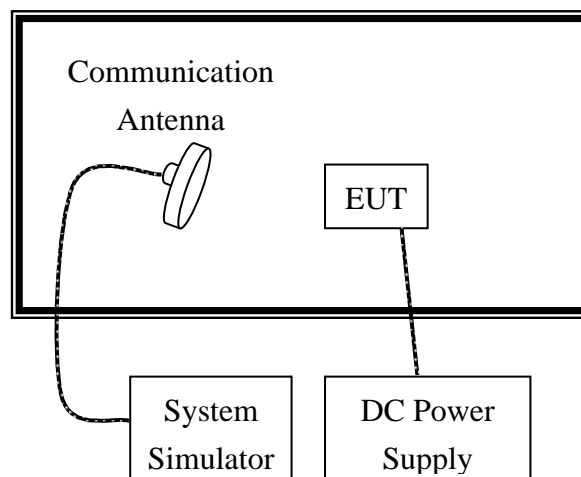 Communication
Antenna
EUT
System
Simulator
DC Power
Supply